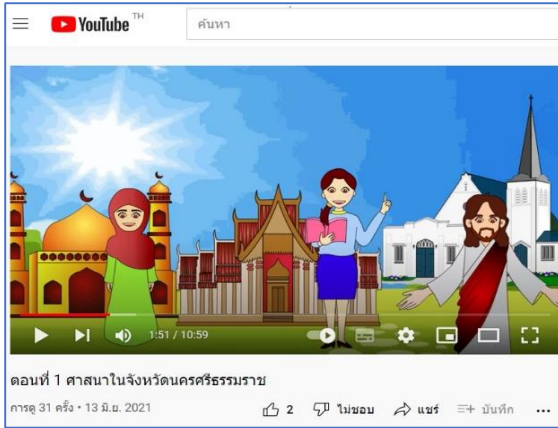 YouTube TH
ค้นหา
1:51 / 10:59
ตอนที่ 1 ศาสนาในจังหวัดนครศรีธรรมราช
การดู 31 ครั้ง • 13 มิ.ย. 2021
2 ไม่ชอบ แชร์ บันทึก